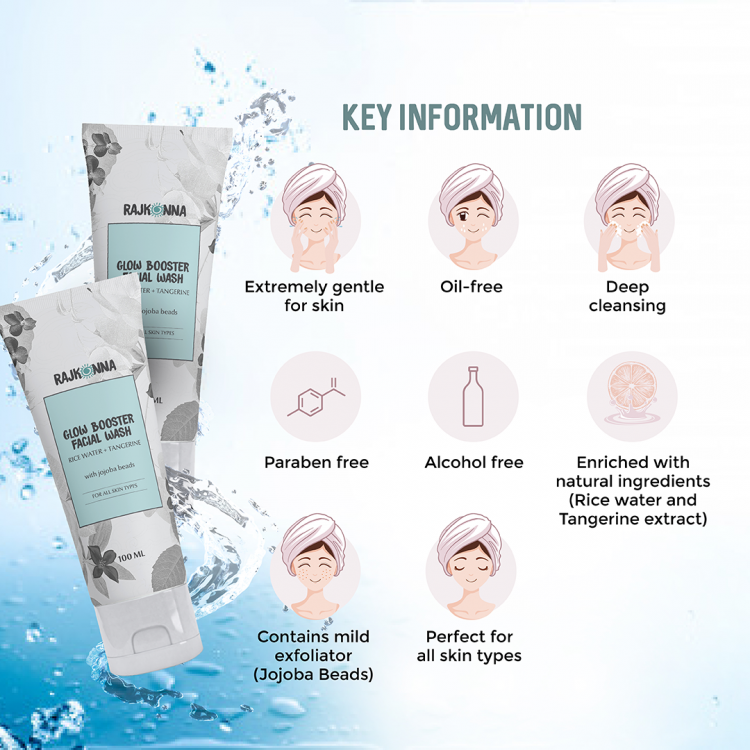 KEY INFORMATION
Extremely gentle
for skin
Oil-free
Deep
cleansing
Paraben free
Alcohol free
Enriched with
natural ingredients
(Rice water and
Tangerine extract)
Contains mild
exfoliator
(Jojoba Beads)
Perfect for
all skin types
RAJKONNA
GLOW BOOSTER
FACIAL WASH
TER + TANGERINE
jojoba beads
SKIN TYPES
ML
RAJKONNA
GLOW BOOSTER
FACIAL WASH
RICE WATER + TANGERINE
with jojoba beads
FOR ALL SKIN TYPES
100 ML